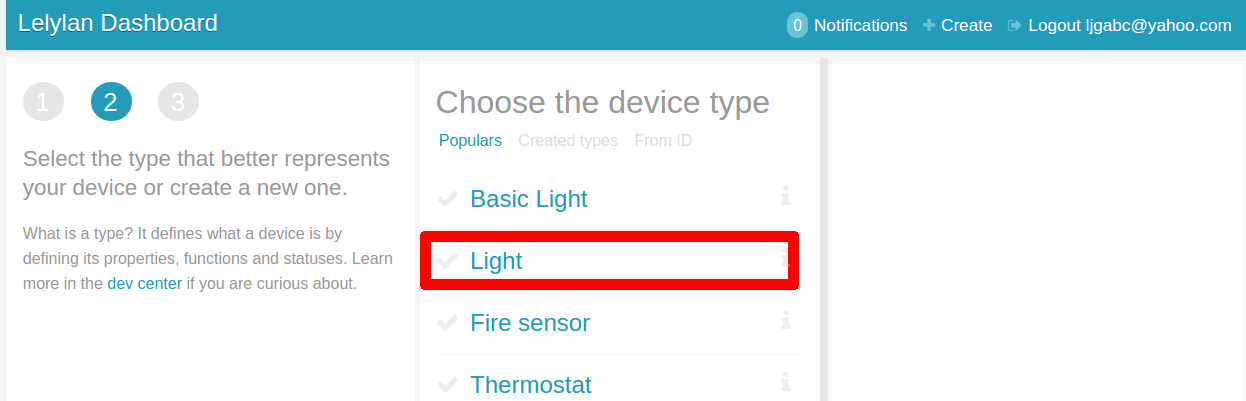 Lelylan Dashboard
0 Notifications Create Logout ljgabc@yahoo.com
1 2 3
Select the type that better represents
your device or create a new one.
What is a type? It defines what a device is by
defining its properties, functions and statuses. Learn
more in the dev center if you are curious about.
Choose the device type
Populars Created types From ID
Basic Light
Light
Fire sensor
Thermostat